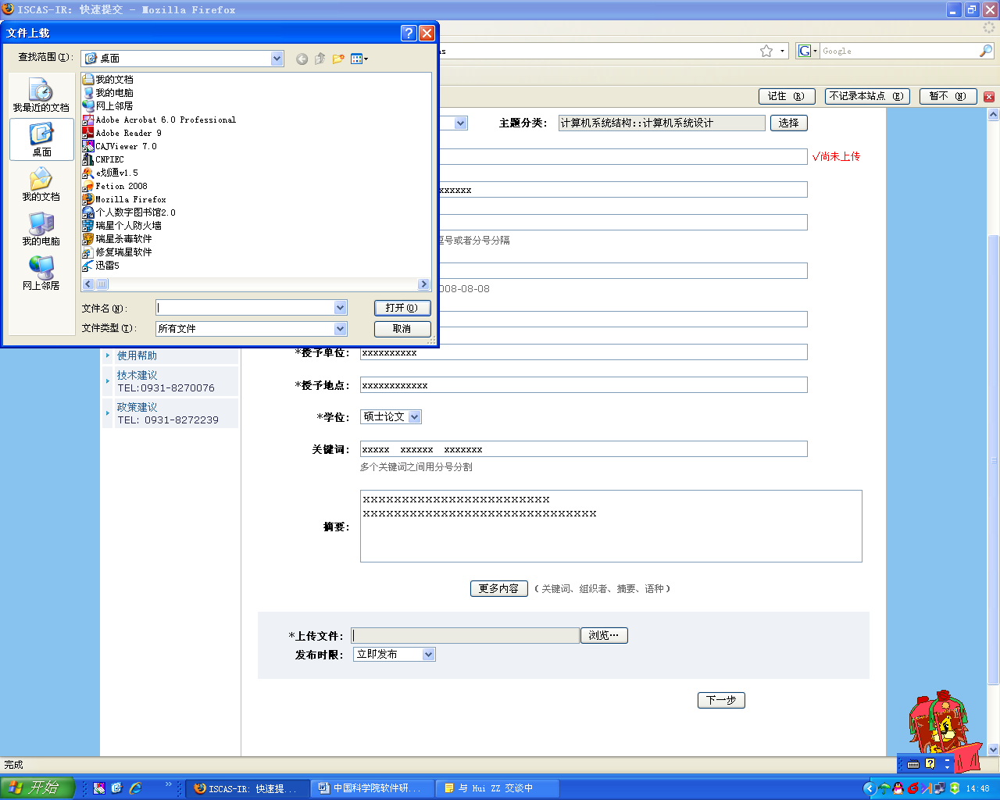 ISCAS-IR: 快速提交 - Mozilla Firefox
文件上载
查找范围(I):
桌面
我最近的文档
桌面
我的文档
我的电脑
网上邻居
我的文档
我的电脑
网上邻居
Adobe Acrobat 6.0 Professional
Adobe Reader 9
CAJViewer 7.0
CNPIEC
e划通v1.5
Fetion 2008
Mozilla Firefox
个人数字图书馆2.0
瑞星个人防火墙
瑞星杀毒软件
修复瑞星软件
迅雷5
文件名(N):
打开(O)
文件类型(T):
所有文件
取消
as
Google
记住 (R)
不记录本站点 (E)
暂不 (N)
主题分类:
计算机系统结构::计算机系统设计
选择
√尚未上传
xxxxxx
号或者分号分隔
008-08-08
使用帮助
技术建议
TEL:0931-8270076
政策建议
TEL: 0931-8272239
*授予单位:
xxxxxxxxxx
*授予地点:
xxxxxxxxxxxx
*学位:
硕士论文
关键词:
xxxxx xxxxxx xxxxxxx
多个关键词之间用分号分割
摘要:
xxxxxxxxxxxxxxxxxxxxxxxx
xxxxxxxxxxxxxxxxxxxxxxxxxxxxxx
更多内容
(关键词、组织者、摘要、语种)
*上传文件:
浏览…
发布时限:
立即发布
下一步
完成
开始
ISCAS-IR: 快速提...
中国科学院软件研...
与 Hui ZZ 交谈中
14:48